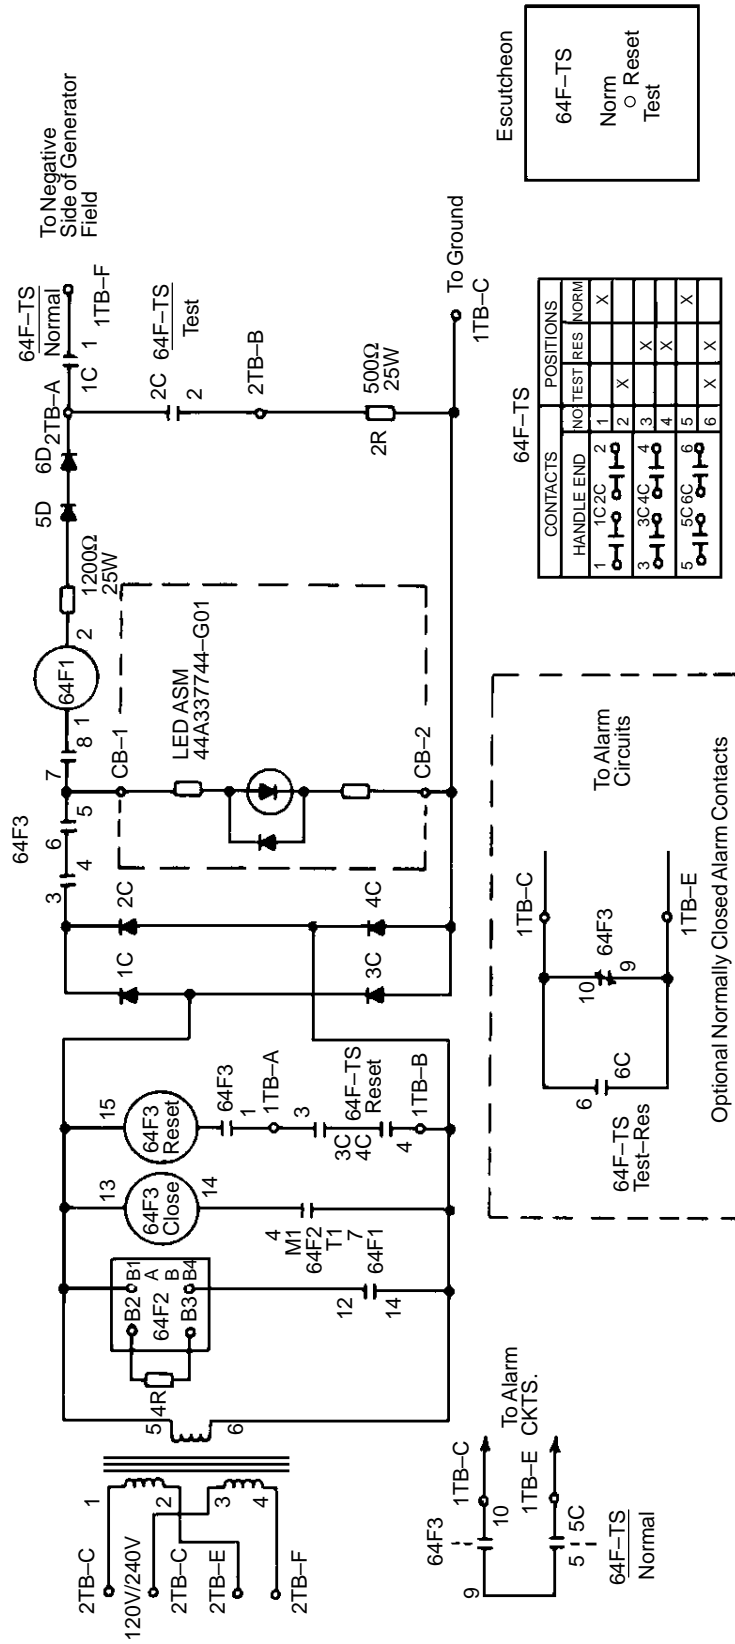 2TB–C
120V/240V
2TB–C
2TB–E
2TB–F
1
2
3
4
5
6
4R
B2
B1
A
64F2
B
B3
B4
12
14
64F1
13
64F3
Close
14
4
M1
64F2
T1
7
15
64F3
Reset
64F3
1
1TB–A
3
3C
4C
64F–TS
Reset
4
1TB–B
1C
2C
3C
4C
64F3
3
4
6
5
7
8
1
64F1
2
1200Ω
25W
5D
6D
2TB–A
1C
1
64F–TS
Normal
1TB–F
To Negative
Side of Generator
Field
CB–1
LED ASM
44A337744–G01
CB–2
2C
2
64F–TS
Test
2TB–B
2R
500Ω
25W
To Ground
1TB–C
64F3
9
10
1TB–C
To Alarm
CKTS.
1TB–E
5
5C
64F–TS
Normal
6
6C
64F–TS
Test–Res
10
64F3
9
1TB–C
1TB–E
To Alarm
Circuits
Optional Normally Closed Alarm Contacts
64F–TS
CONTACTS POSITIONS
HANDLE END NO. TEST RES NORM
1 1C 2C 2 1 X
2 X
3 3C 4C 4 3 X
4 X
5 5C 6C 6 5 X
6 X X
Escutcheon
64F–TS
Norm
Reset
Test